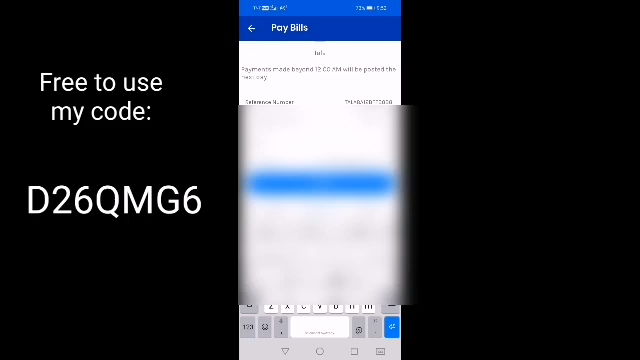 Free to use
my code:
D26QMG6
Pay Bills
Payments made beyond 12:00 AM will be posted the
next day
Reference Number
Z X C V B N M